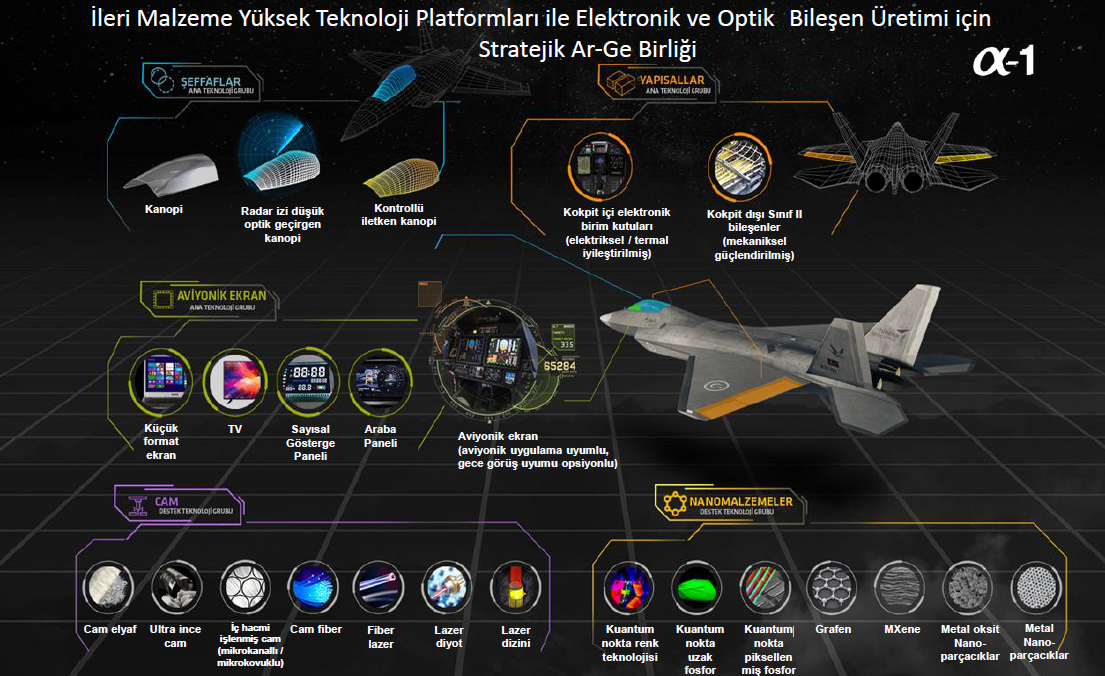 İleri Malzeme Yüksek Teknoloji Platformları ile Elektronik ve Optik Bileşen Üretimi için
Stratejik Ar-Ge Birliği
α-1
ŞEFFAFLAR
ANA TEKNOLOJİ GRUBU
Kanopi
Radar izi düşük
optik geçirgen
kanopi
Kontrollü
iletken kanopi
YAPISALLAR
ANA TEKNOLOJİ GRUBU
Kokpit içi elektronik
birim kutuları
(elektriksel / termal
iyileştirilmiş)
Kokpit dışı Sınıf II
bileşenler
(mekaniksel
güçlendirilmiş)
AVİYONİK EKRAN
ANA TEKNOLOJİ GRUBU
Küçük
format
ekran
TV
88:88
Sayısal
Gösterge
Paneli
Araba
Paneli
335
65284
Aviyonik ekran
(aviyonik uygulama uyumlu,
gece görüş uyumu opsiyonlu)
CAM
DESTEK TEKNOLOJİ GRUBU
Cam elyaf
Ultra ince
cam
İç hacmi
işlenmiş cam
(mikrokanallı /
mikrokovuklu)
Cam fiber
Fiber
lazer
Lazer
diyot
Lazer
dizini
NANOMALZEMELER
DESTEK TEKNOLOJİ GRUBU
Kuantum
nokta renk
teknolojisi
Kuantum
nokta
uzak
fosfor
Kuantum
nokta
piksellen
miş fosfor
Grafen
MXene
Metal oksit
Nano-
parçacıklar
Metal
Nano-
parçacıklar